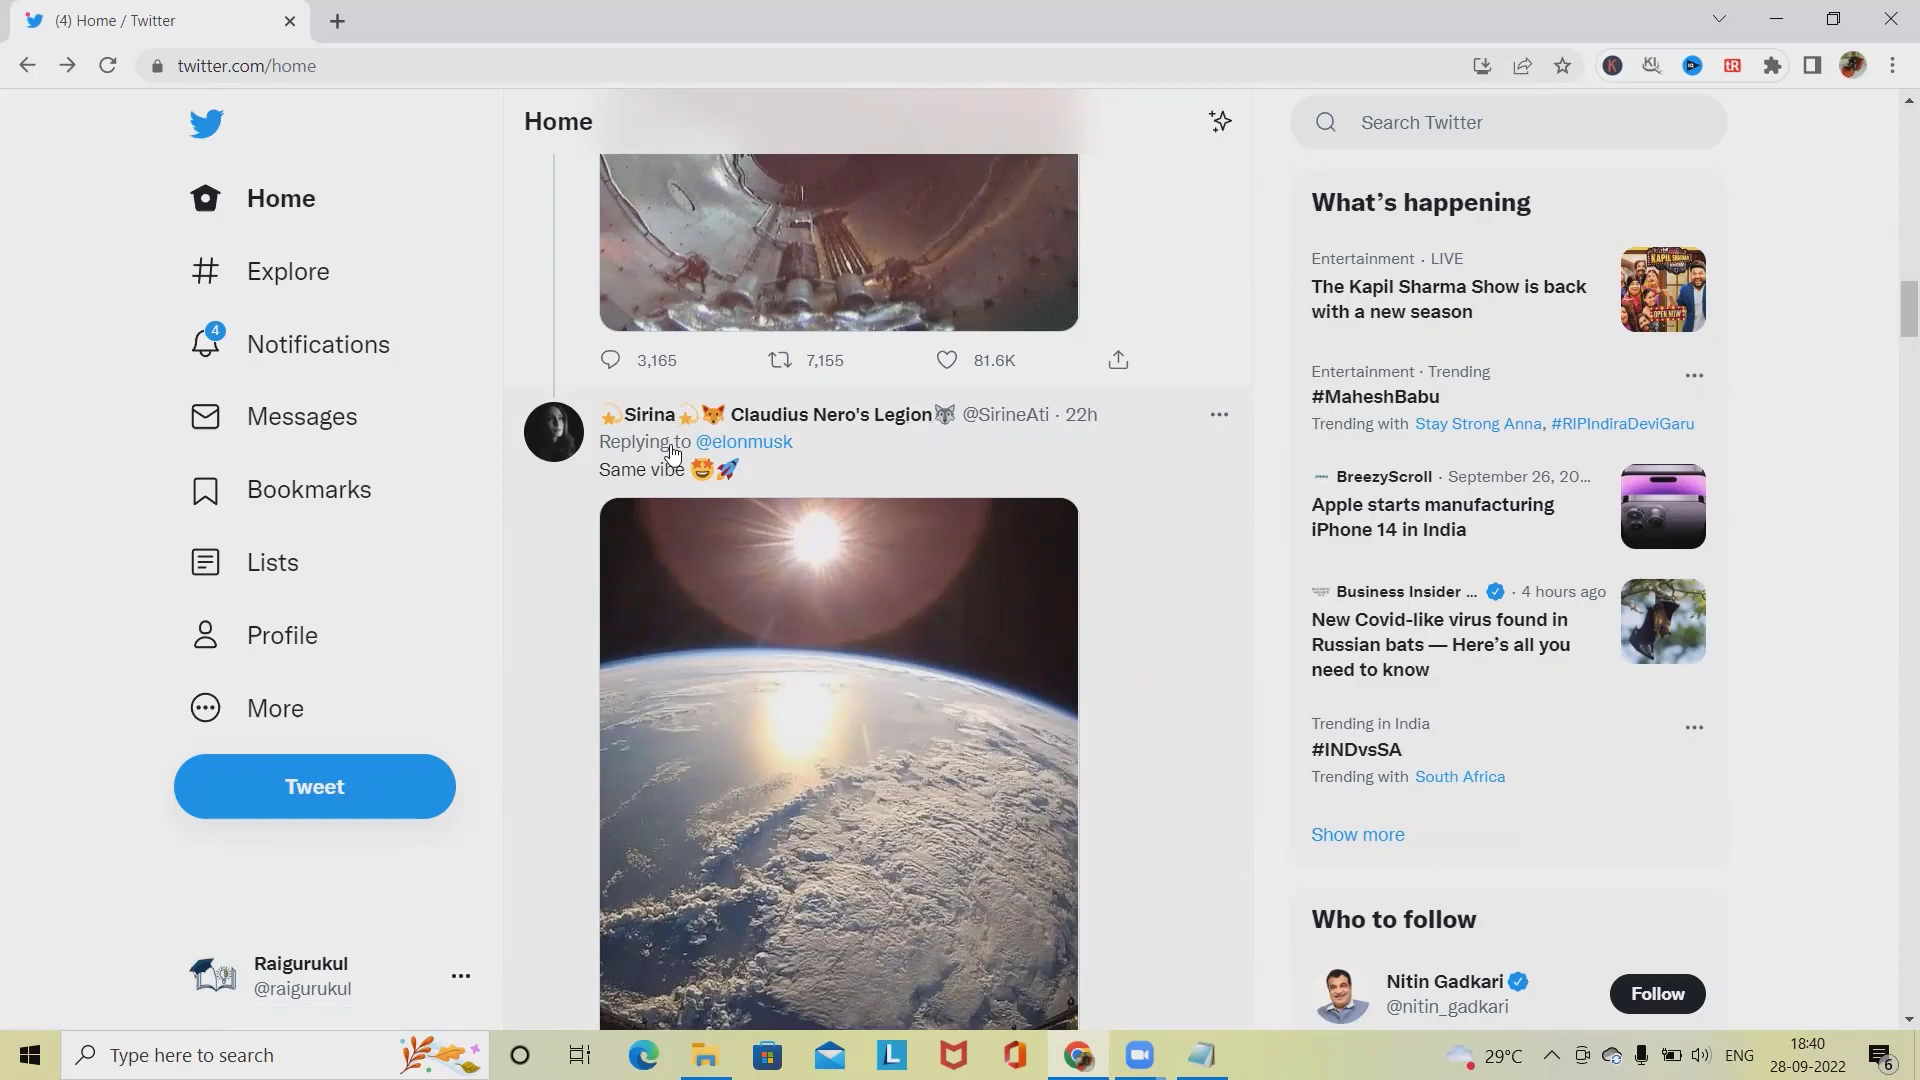 (4) Home / Twitter
twitter.com/home
Home
Explore
4
Notifications
Messages
Bookmarks
Lists
Profile
More
Tweet
Raigurukul
@raigurukul
Home
3,165 7,155 81.6K
💫Sirina💫🦊 Claudius Nero's Legion🐺 @SirineAti · 22h
Replying to @elonmusk
Same vibe 🤩🚀
Search Twitter
What's happening
Entertainment · LIVE
The Kapil Sharma Show is back
with a new season
Entertainment · Trending
#MaheshBabu
Trending with Stay Strong Anna, #RIPIndiraDeviGaru
BreezyScroll · September 26, 20...
Apple starts manufacturing
iPhone 14 in India
Business Insider ... · 4 hours ago
New Covid-like virus found in
Russian bats — Here's all you
need to know
Trending in India
#INDvsSA
Trending with South Africa
Show more
Who to follow
Nitin Gadkari
@nitin_gadkari
Follow
Type here to search
29°C
ENG
18:40
28-09-2022
6